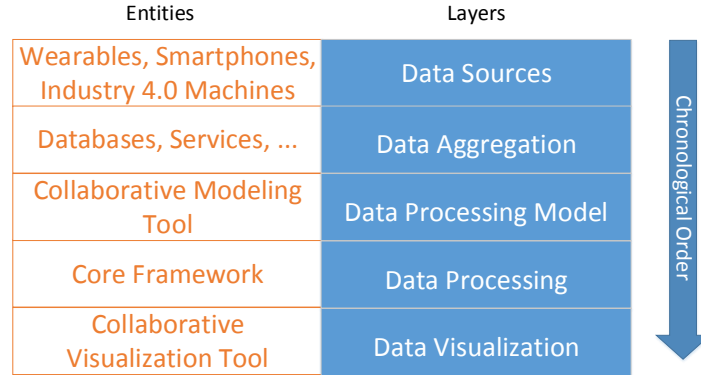 Entities
Layers
Wearables, Smartphones,
Industry 4.0 Machines
Data Sources
Databases, Services, ...
Data Aggregation
Collaborative Modeling
Tool
Data Processing Model
Core Framework
Data Processing
Collaborative
Visualization Tool
Data Visualization
Chronological Order